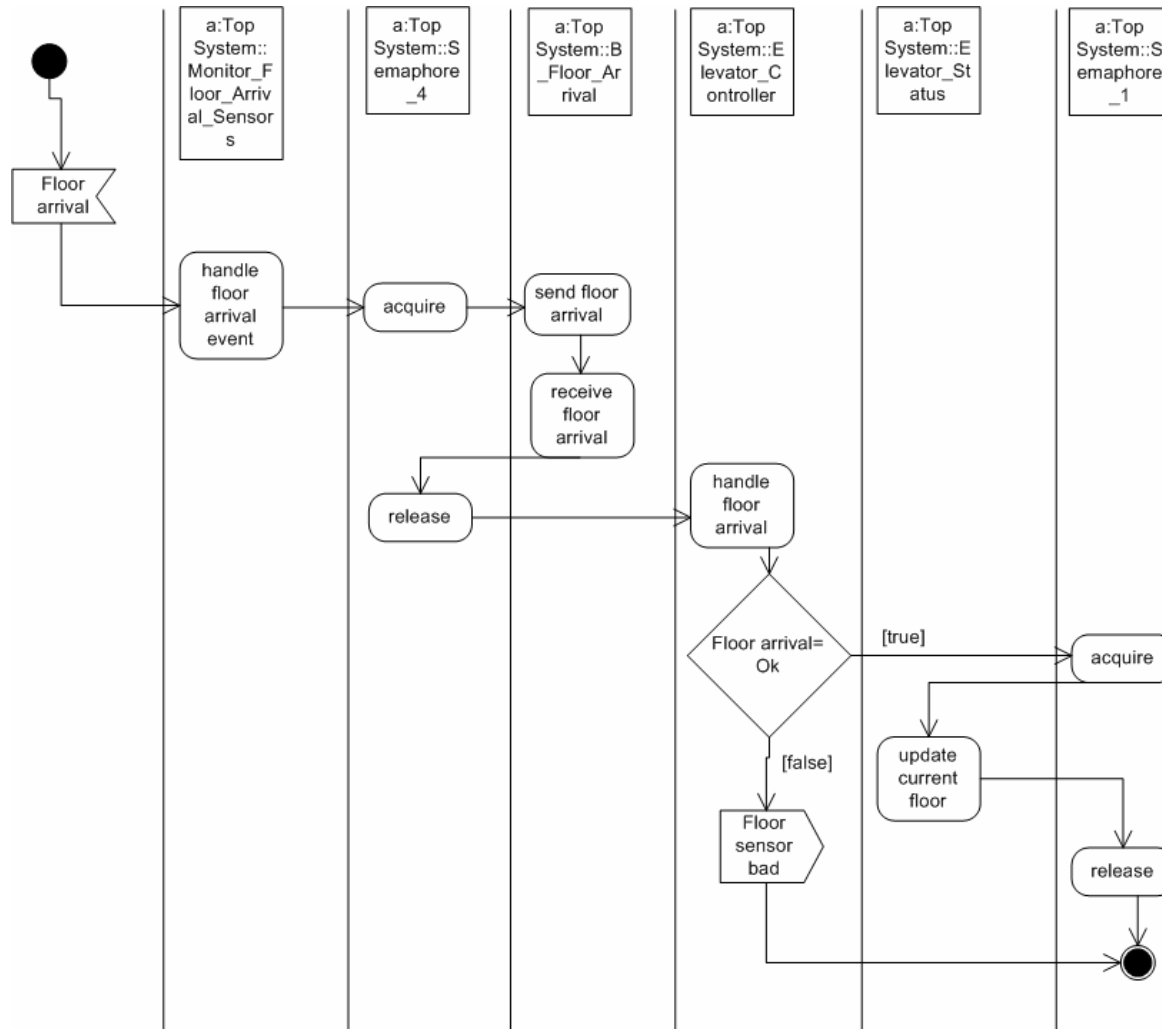 a:Top
System::
Monitor_F
loor_Arriv
al_Sensor
s
a:Top
System::S
emaphore
_4
a:Top
System::B
_Floor_Ar
rival
a:Top
System::E
levator_C
ontroller
a:Top
System::E
levator_St
atus
a:Top
System::S
emaphore
_1
Floor
arrival
handle
floor
arrival
event
acquire
send floor
arrival
receive
floor
arrival
release
handle
floor
arrival
Floor arrival=
Ok
[true]
acquire
[false]
update
current
floor
Floor
sensor
bad
release